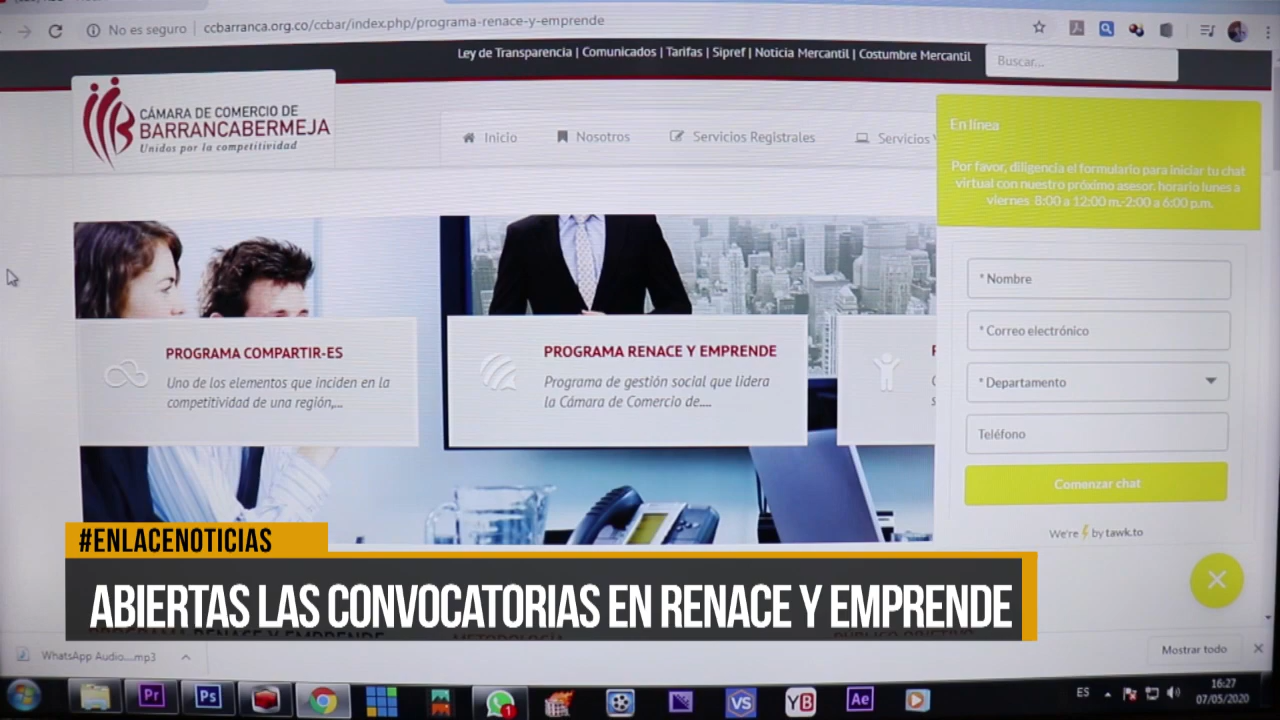 No es seguro | ccbarranca.org.co/ccbar/index.php/programa-renace-y-emprende
Ley de Transparencia | Comunicados | Tarifas | Sipref | Noticia Mercantil | Costumbre Mercantil
Buscar...
CÁMARA DE COMERCIO DE
BARRANCABERMEJA
Unidos por la competitividad
Inicio
Nosotros
Servicios Registrales
Servicios
En línea
Por favor, diligencia el formulario para iniciar tu chat
virtual con nuestro próximo asesor. horario lunes a
viernes 8:00 a 12:00 m.-2:00 a 6:00 p.m.
* Nombre
* Correo electrónico
* Departamento
Teléfono
Comenzar chat
We're by tawk.to
PROGRAMA COMPARTIR-ES
Uno de los elementos que inciden en la
competitividad de una región,...
PROGRAMA RENACE Y EMPRENDE
Programa de gestión social que lidera
la Cámara de Comercio de....
#ENLACENOTICIAS
ABIERTAS LAS CONVOCATORIAS EN RENACE Y EMPRENDE
WhatsApp Audio....mp3
Mostrar todo
Pr
Ps
1
VS
YB
Ae
ES
16:27
07/05/2020